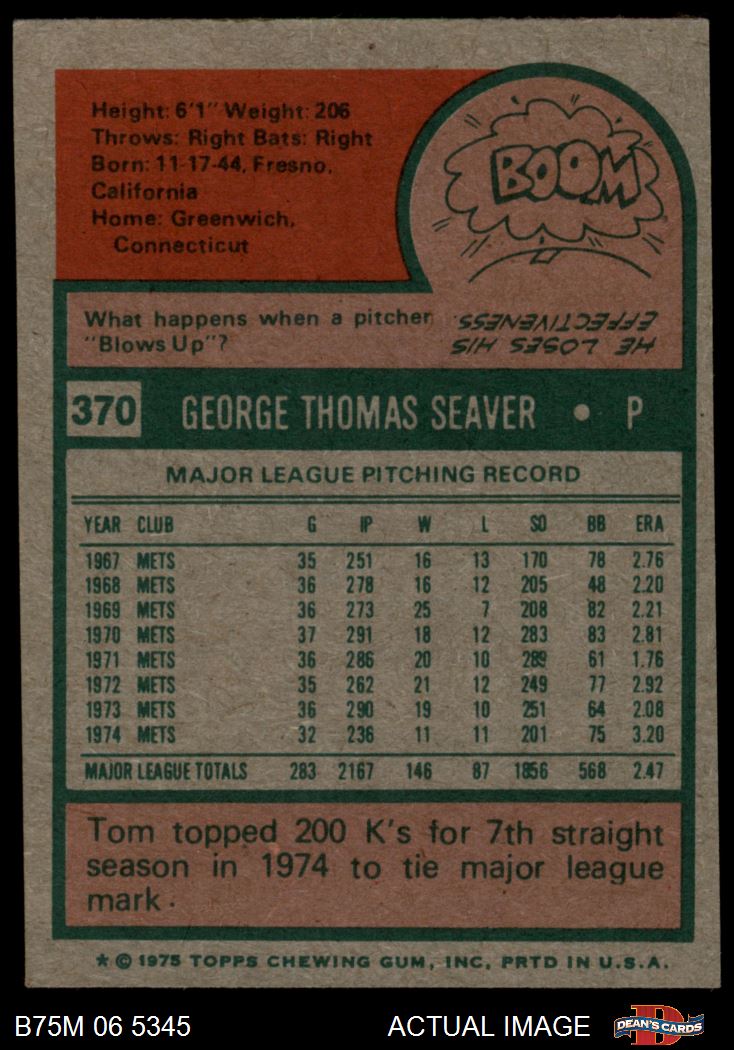 Height: 6'1" Weight: 206
Throws: Right Bats: Right
Born: 11-17-44, Fresno,
California
Home: Greenwich,
Connecticut
BOOM
What happens when a pitcher
"Blows Up"?
HE LOSES HIS
EFFECTIVENESS.
370 GEORGE THOMAS SEAVER • P
MAJOR LEAGUE PITCHING RECORD
YEAR CLUB G IP W L SO BB ERA
1967 METS 35 251 16 13 170 78 2.76
1968 METS 36 278 16 12 205 48 2.20
1969 METS 36 273 25 7 208 82 2.21
1970 METS 37 291 18 12 283 83 2.81
1971 METS 36 286 20 10 289 61 1.76
1972 METS 35 262 21 12 249 77 2.92
1973 METS 36 290 19 10 251 64 2.08
1974 METS 32 236 11 11 201 75 3.20
MAJOR LEAGUE TOTALS 283 2167 146 87 1856 568 2.47
Tom topped 200 K's for 7th straight
season in 1974 to tie major league
mark.
* © 1975 TOPPS CHEWING GUM, INC. PRTD IN U.S.A.
B75M 06 5345 ACTUAL IMAGE DEAN'S CARDS